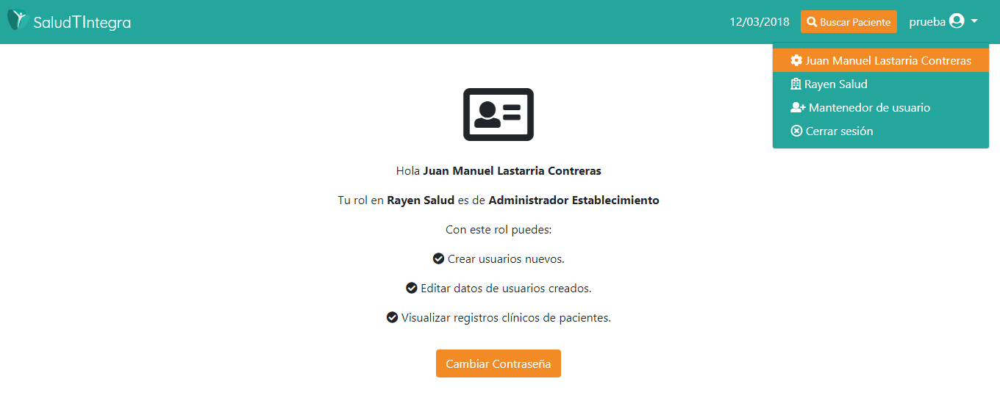 SaludTIntegra
12/03/2018
Buscar Paciente
prueba
Juan Manuel Lastarria Contreras
Rayen Salud
Mantenedor de usuario
Cerrar sesión
Hola Juan Manuel Lastarria Contreras
Tu rol en Rayen Salud es de Administrador Establecimiento
Con este rol puedes:
Crear usuarios nuevos.
Editar datos de usuarios creados.
Visualizar registros clínicos de pacientes.
Cambiar Contraseña